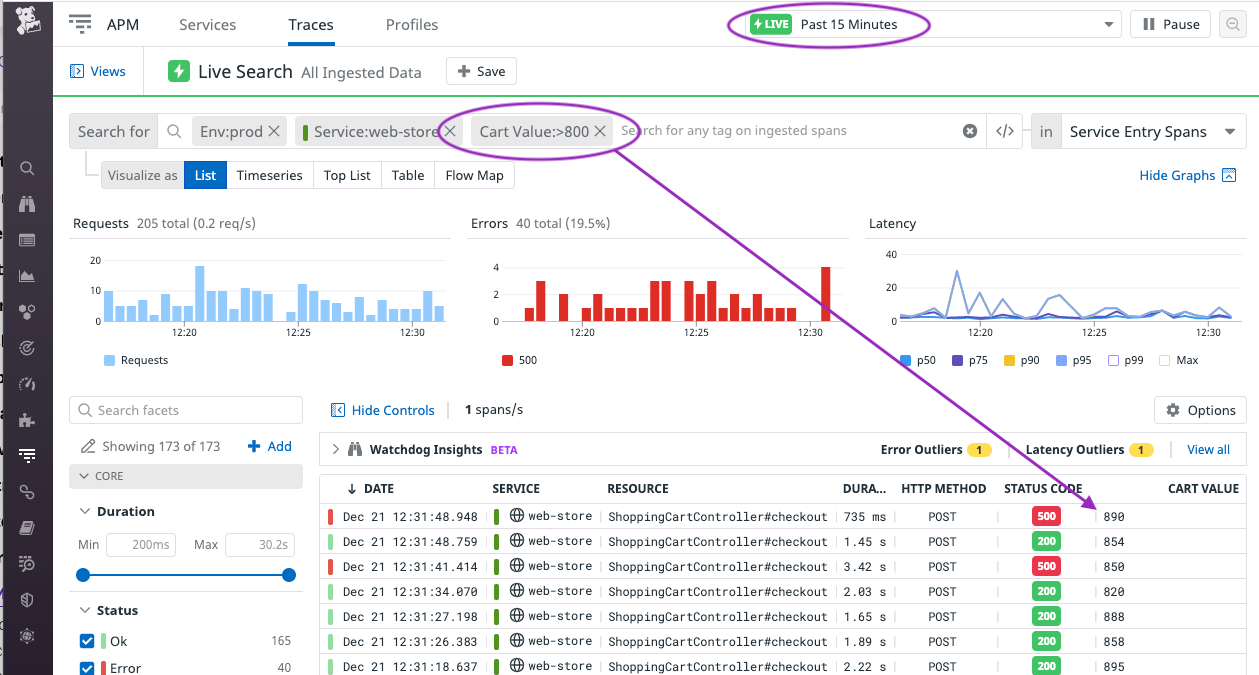 APM Services Traces Profiles LIVE Past 15 Minutes Pause
Views Live Search All Ingested Data Save
Search for Env:prod Service:web-store Cart Value:>800 Search for any tag on ingested spans </> in Service Entry Spans
Visualize as List Timeseries Top List Table Flow Map Hide Graphs
Requests 205 total (0.2 req/s)
20
10
0
12:20 12:25 12:30
Requests
Errors 40 total (19.5%)
4
2
0
12:20 12:25 12:30
500
Latency
40
20
0
12:20 12:25 12:30
p50 p75 p90 p95 p99 Max
Search facets
Showing 173 of 173 Add
CORE
Duration
Min 200ms Max 30.2s
Status
Ok 165
Error 40
Hide Controls 1 spans/s Options
Watchdog Insights BETA Error Outliers 1 Latency Outliers 1 View all
DATE SERVICE RESOURCE DURA... HTTP METHOD STATUS CODE CART VALUE
Dec 21 12:31:48.948 web-store ShoppingCartController#checkout 735 ms POST 500 890
Dec 21 12:31:48.759 web-store ShoppingCartController#checkout 1.45 s POST 200 854
Dec 21 12:31:41.414 web-store ShoppingCartController#checkout 3.42 s POST 500 850
Dec 21 12:31:34.070 web-store ShoppingCartController#checkout 2.03 s POST 200 820
Dec 21 12:31:27.198 web-store ShoppingCartController#checkout 1.65 s POST 200 888
Dec 21 12:31:26.383 web-store ShoppingCartController#checkout 1.89 s POST 200 858
Dec 21 12:31:18.637 web-store ShoppingCartController#checkout 2.22 s POST 200 895